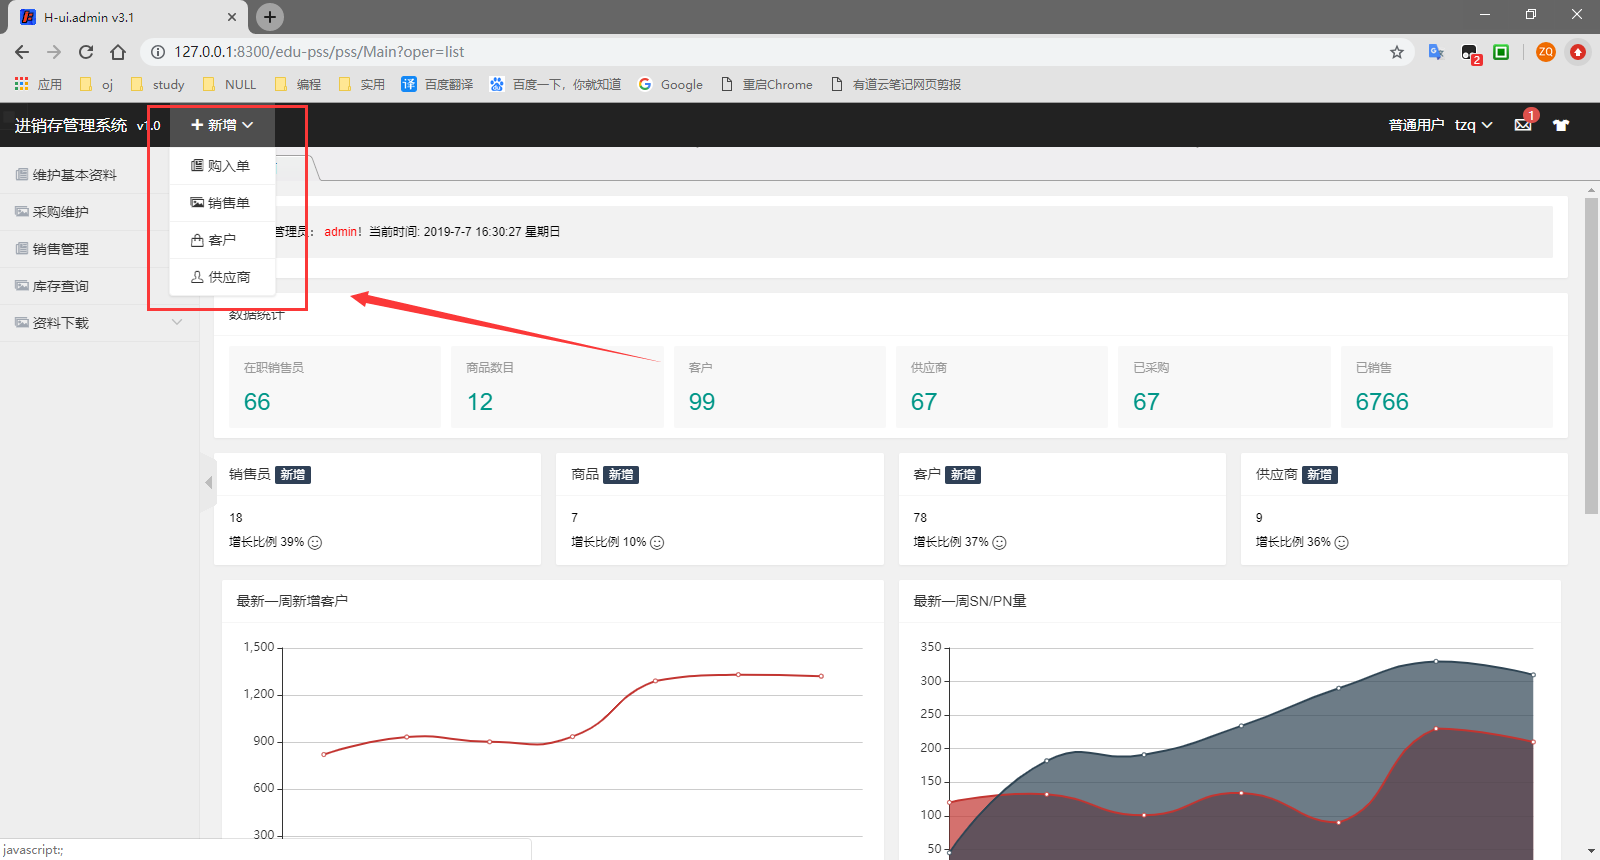 H-ui.admin v3.1
127.0.0.1:8300/edu-pss/pss/Main?oper=list
2
ZQ
应用 oj study NULL 编程 实用 译 百度翻译 百度一下，你就知道 Google 重启Chrome 有道云笔记网页剪报
进销存管理系统 v1.0 新增 普通用户 tzq 1
购入单
销售单
客户
供应商
维护基本资料
采购维护
销售管理
库存查询
资料下载
管理员： admin！当前时间: 2019-7-7 16:30:27 星期日
数据统计
在职销售员 商品数目 客户 供应商 已采购 已销售
66 12 99 67 67 6766
销售员 新增 商品 新增 客户 新增 供应商 新增
18 7 78 9
增长比例 39% 增长比例 10% 增长比例 37% 增长比例 36%
最新一周新增客户
1,500
1,200
900
600
300
最新一周SN/PN量
350
300
250
200
150
100
50
javascript:;